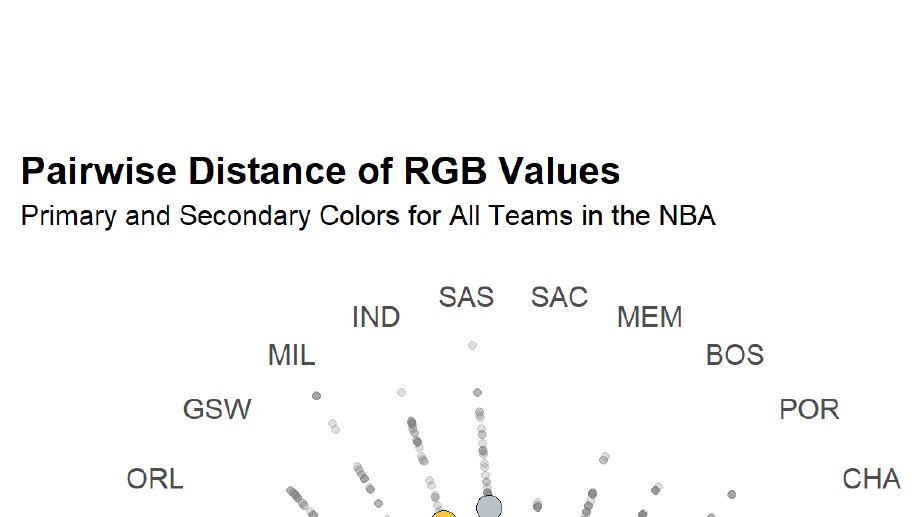 Pairwise Distance of RGB Values
Primary and Secondary Colors for All Teams in the NBA
SAS SAC
IND MEM
MIL BOS
GSW POR
ORL CHA